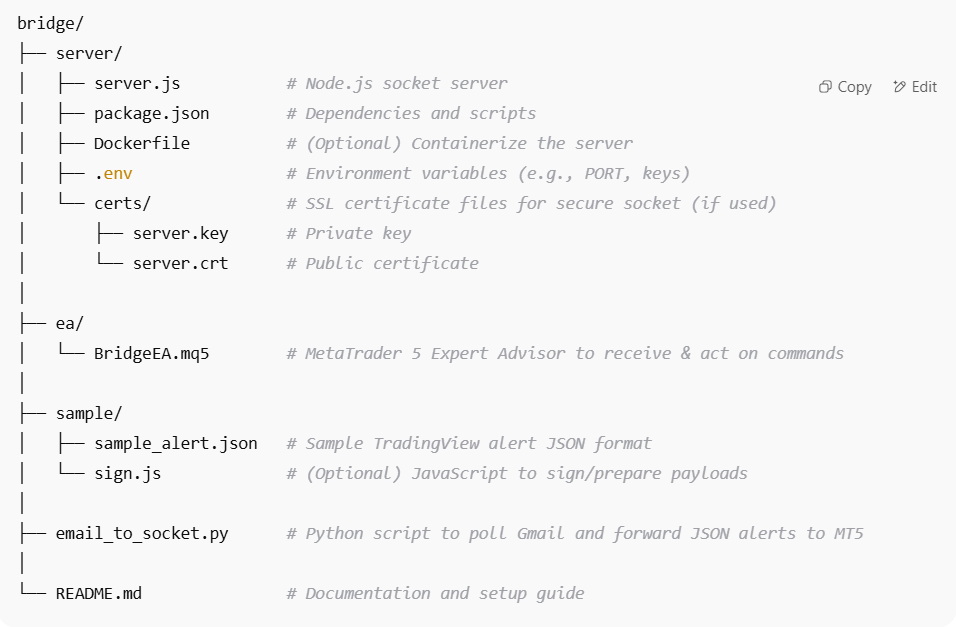 bridge/
├── server/
│   ├── server.js           # Node.js socket server
Copy Edit
│   ├── package.json        # Dependencies and scripts
│   ├── Dockerfile          # (Optional) Containerize the server
│   ├── .env                # Environment variables (e.g., PORT, keys)
│   └── certs/              # SSL certificate files for secure socket (if used)
│       ├── server.key      # Private key
│       └── server.crt      # Public certificate
│
├── ea/
│   └── BridgeEA.mq5        # MetaTrader 5 Expert Advisor to receive & act on commands
│
├── sample/
│   ├── sample_alert.json   # Sample TradingView alert JSON format
│   └── sign.js             # (Optional) JavaScript to sign/prepare payloads
│
├── email_to_socket.py      # Python script to poll Gmail and forward JSON alerts to MT5
│
└── README.md               # Documentation and setup guide